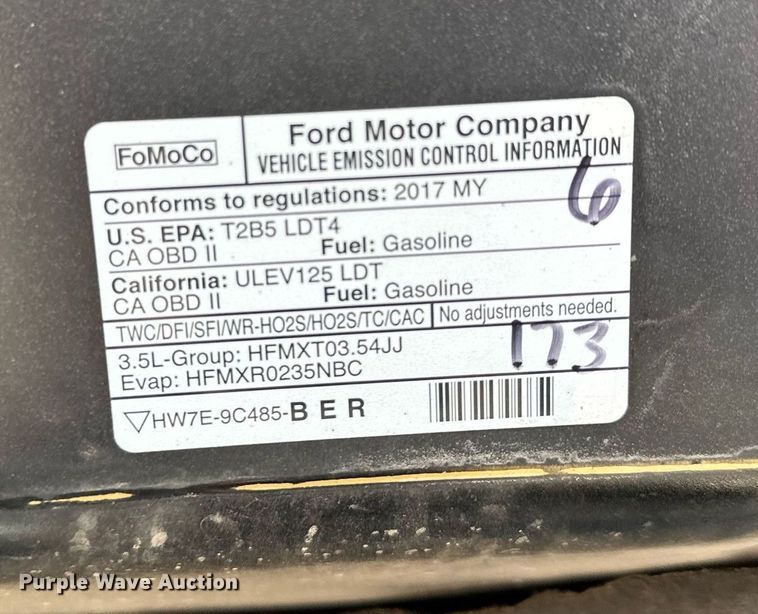 FoMoCo
Ford Motor Company
VEHICLE EMISSION CONTROL INFORMATION
Conforms to regulations: 2017 MY
6
U.S. EPA: T2B5 LDT4
CA OBD II Fuel: Gasoline
California: ULEV125 LDT
CA OBD II Fuel: Gasoline
TWC/DFI/SFI/WR-HO2S/HO2S/TC/CAC No adjustments needed.
3.5L-Group: HFMXT03.54JJ
173
Evap: HFMXR0235NBC
HW7E-9C485-BER
Purple Wave Auction